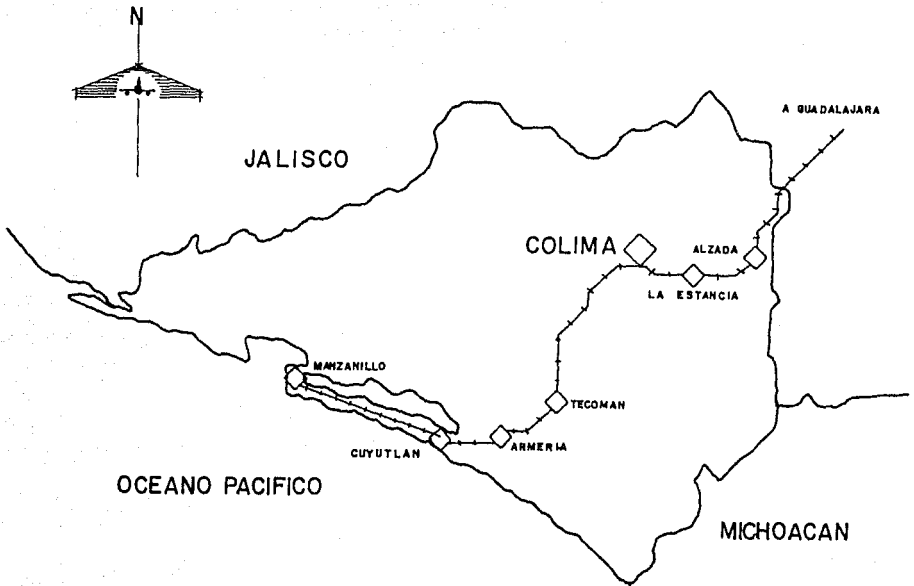 N
A GUADALAJARA
JALISCO
COLIMA
ALZADA
LA ESTANCIA
MANZANILLO
TECOMAN
CUYUTLAN
ARMERIA
OCEANO PACIFICO
MICHOACAN